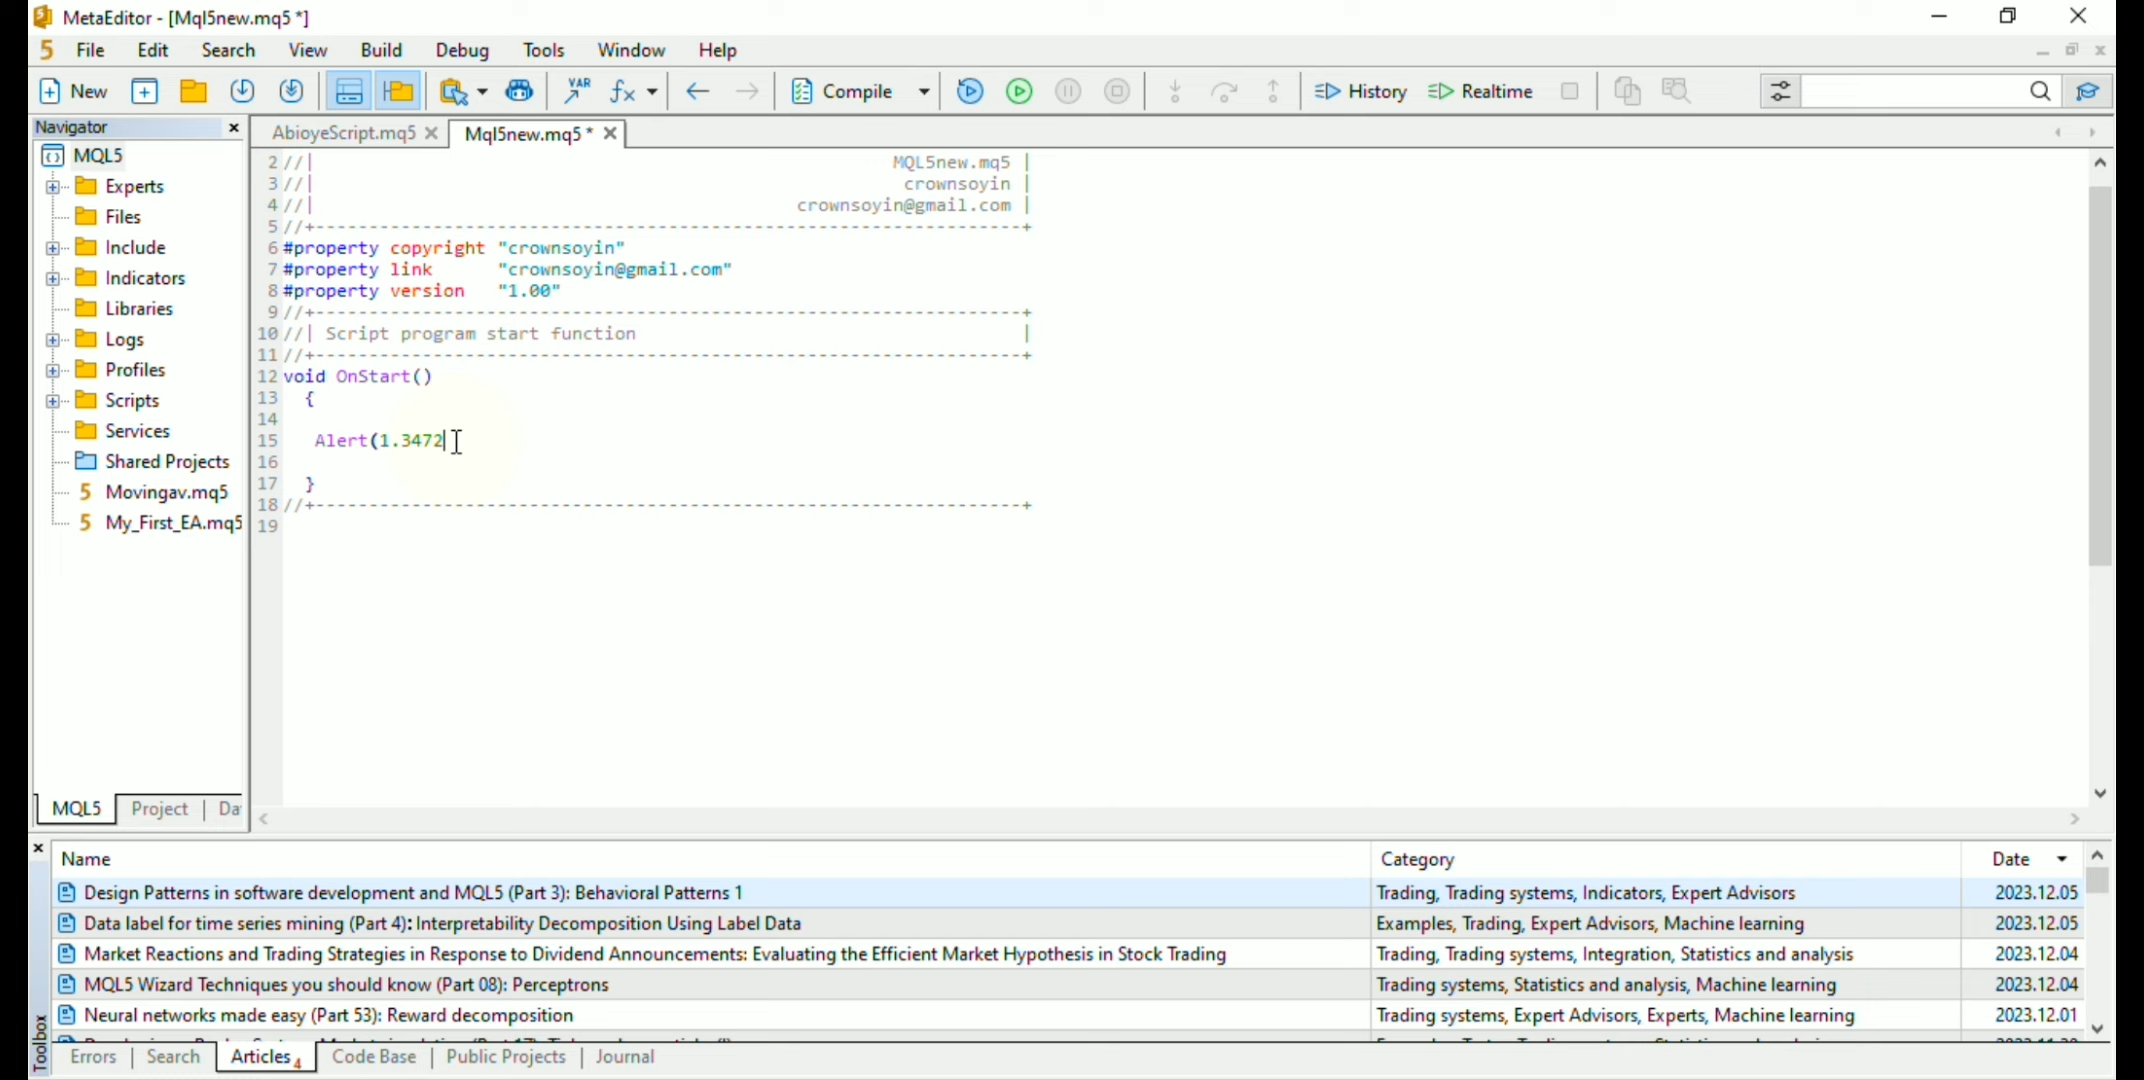 MetaEditor - [Mql5new.mq5 *]
5 File Edit Search View Build Debug Tools Window Help
New VAR fx Compile History Realtime
Navigator
AbioyeScript.mq5 Mql5new.mq5 *
MQL5
Experts
Files
Include
Indicators
Libraries
Logs
Profiles
Scripts
Services
Shared Projects
5 Movingav.mq5
5 My_First_EA.mq5
2 //| MQL5new.mq5 |
3 //| crownsoyin |
4 //| crownsoyin@gmail.com |
5 //+------------------------------------------------------------------+
6 #property copyright "crownsoyin"
7 #property link "crownsoyin@gmail.com"
8 #property version "1.00"
9 //+------------------------------------------------------------------+
10 //| Script program start function |
11 //+------------------------------------------------------------------+
12 void OnStart()
13 {
14
15 Alert(1.3472
16
17 }
18 //+------------------------------------------------------------------+
19
MQL5 Project Da
Name Category Date
Design Patterns in software development and MQL5 (Part 3): Behavioral Patterns 1 Trading, Trading systems, Indicators, Expert Advisors 2023.12.05
Data label for time series mining (Part 4): Interpretability Decomposition Using Label Data Examples, Trading, Expert Advisors, Machine learning 2023.12.05
Market Reactions and Trading Strategies in Response to Dividend Announcements: Evaluating the Efficient Market Hypothesis in Stock Trading Trading, Trading systems, Integration, Statistics and analysis 2023.12.04
MQL5 Wizard Techniques you should know (Part 08): Perceptrons Trading systems, Statistics and analysis, Machine learning 2023.12.04
Neural networks made easy (Part 53): Reward decomposition Trading systems, Expert Advisors, Experts, Machine learning 2023.12.01
Toolbox
Errors Search Articles 4 Code Base Public Projects Journal